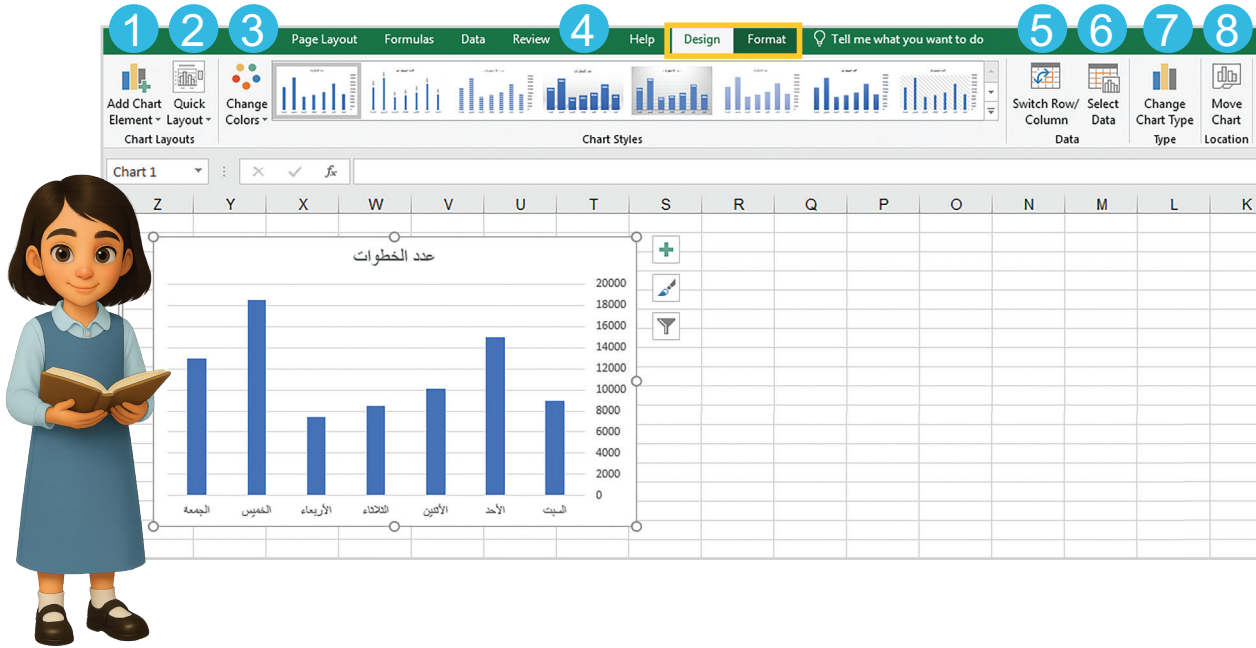 1 2 3 4 5 6 7 8
Page Layout Formulas Data Review Help Design Format Tell me what you want to do
Add Chart Element
Quick Layout
Change Colors
Switch Row/ Column
Select Data
Change Chart Type
Move Chart
Chart Layouts Chart Styles Data Type Location
Chart 1 fx
Z Y X W V U T S R Q P O N M L K
عدد الخطوات
20000
18000
16000
14000
12000
10000
8000
6000
4000
2000
0
السبت الأحد الأثنين الثلاثاء الأربعاء الخميس الجمعه